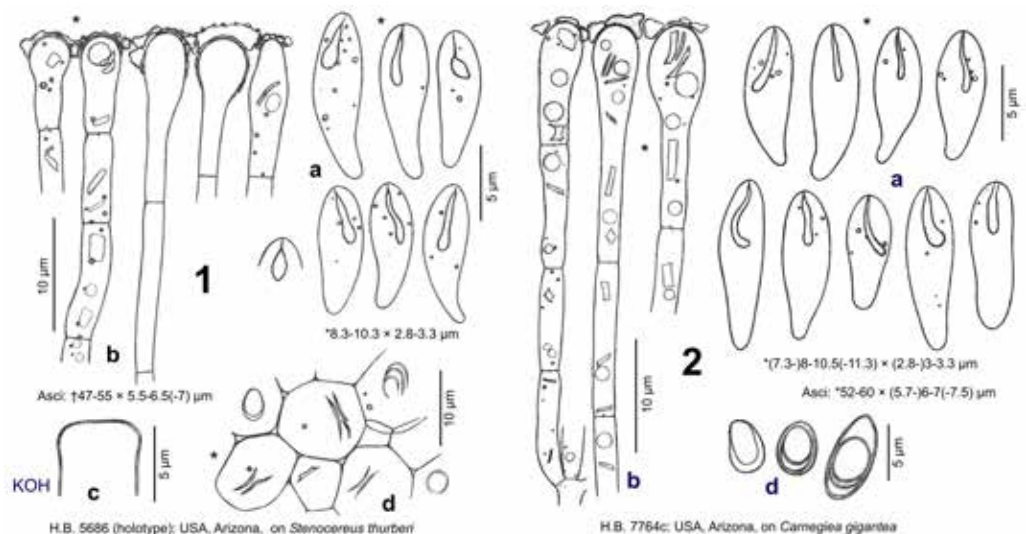 *
*
a
5 µm
10 µm
1
b
*8.3-10.3 × 2.8-3.3 µm
Asci: †47-55 × 5.5-6.5(-7) µm
KOH
c
5 µm
*
d
10 µm
H.B. 5686 (holotype): USA, Arizona, on Stenocereus thurberi
*
*
a
5 µm
2
b
10 µm
*(7.3-)8-10.5(-11.3) × (2.8-)3-3.3 µm
Asci: *52-60 × (5.7-)6-7(-7.5) µm
d
5 µm
H.B. 7764c: USA, Arizona, on Carnegiea gigantea